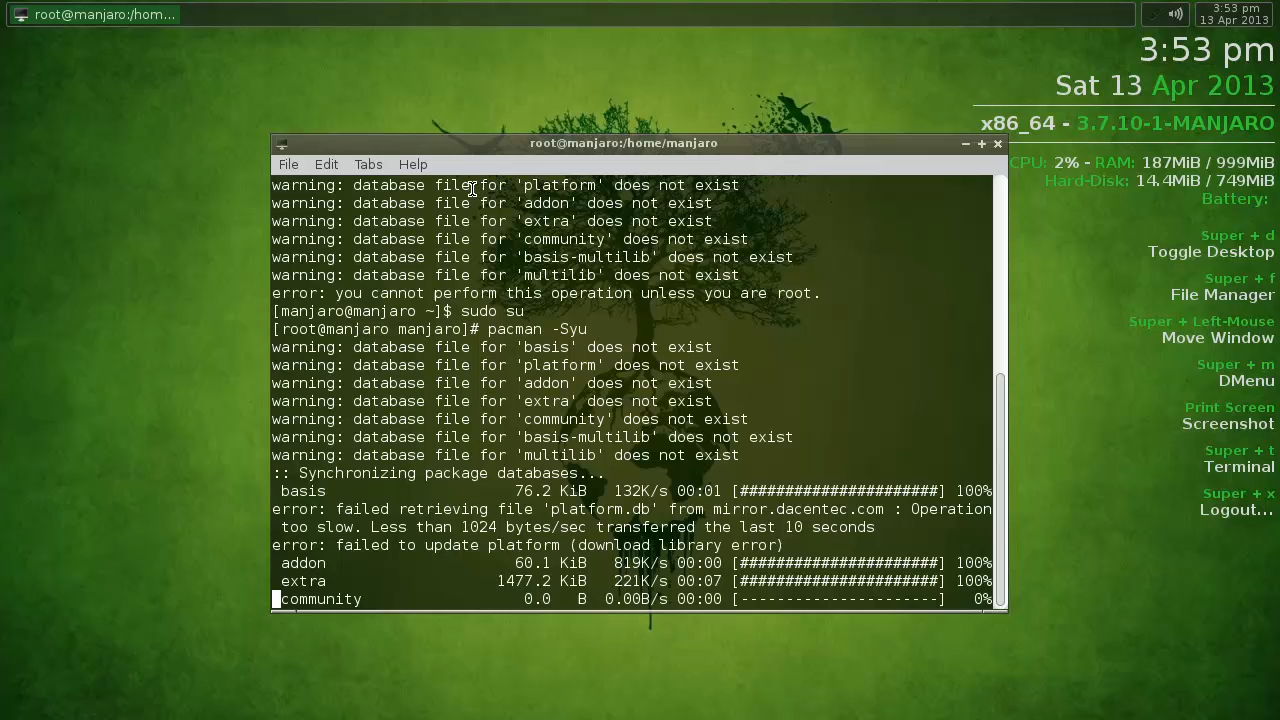 root@manjaro:/hom...
3:53 pm
13 Apr 2013
3:53 pm
Sat 13 Apr 2013
x86_64 - 3.7.10-1-MANJARO
CPU: 2% - RAM: 187MiB / 999MiB
Hard-Disk: 14.4MiB / 749MiB
Battery:
Super + d
Toggle Desktop
Super + f
File Manager
Super + Left-Mouse
Move Window
Super + m
DMenu
Print Screen
Screenshot
Super + t
Terminal
Super + x
Logout...
root@manjaro:/home/manjaro
File Edit Tabs Help
warning: database file for 'platform' does not exist
warning: database file for 'addon' does not exist
warning: database file for 'extra' does not exist
warning: database file for 'community' does not exist
warning: database file for 'basis-multilib' does not exist
warning: database file for 'multilib' does not exist
error: you cannot perform this operation unless you are root.
[manjaro@manjaro ~]$ sudo su
[root@manjaro manjaro]# pacman -Syu
warning: database file for 'basis' does not exist
warning: database file for 'platform' does not exist
warning: database file for 'addon' does not exist
warning: database file for 'extra' does not exist
warning: database file for 'community' does not exist
warning: database file for 'basis-multilib' does not exist
warning: database file for 'multilib' does not exist
:: Synchronizing package databases...
basis 76.2 KiB 132K/s 00:01 [######################] 100%
error: failed retrieving file 'platform.db' from mirror.dacentec.com : Operation
too slow. Less than 1024 bytes/sec transferred the last 10 seconds
error: failed to update platform (download library error)
addon 60.1 KiB 819K/s 00:00 [######################] 100%
extra 1477.2 KiB 221K/s 00:07 [######################] 100%
community 0.0 B 0.00B/s 00:00 [----------------------] 0%